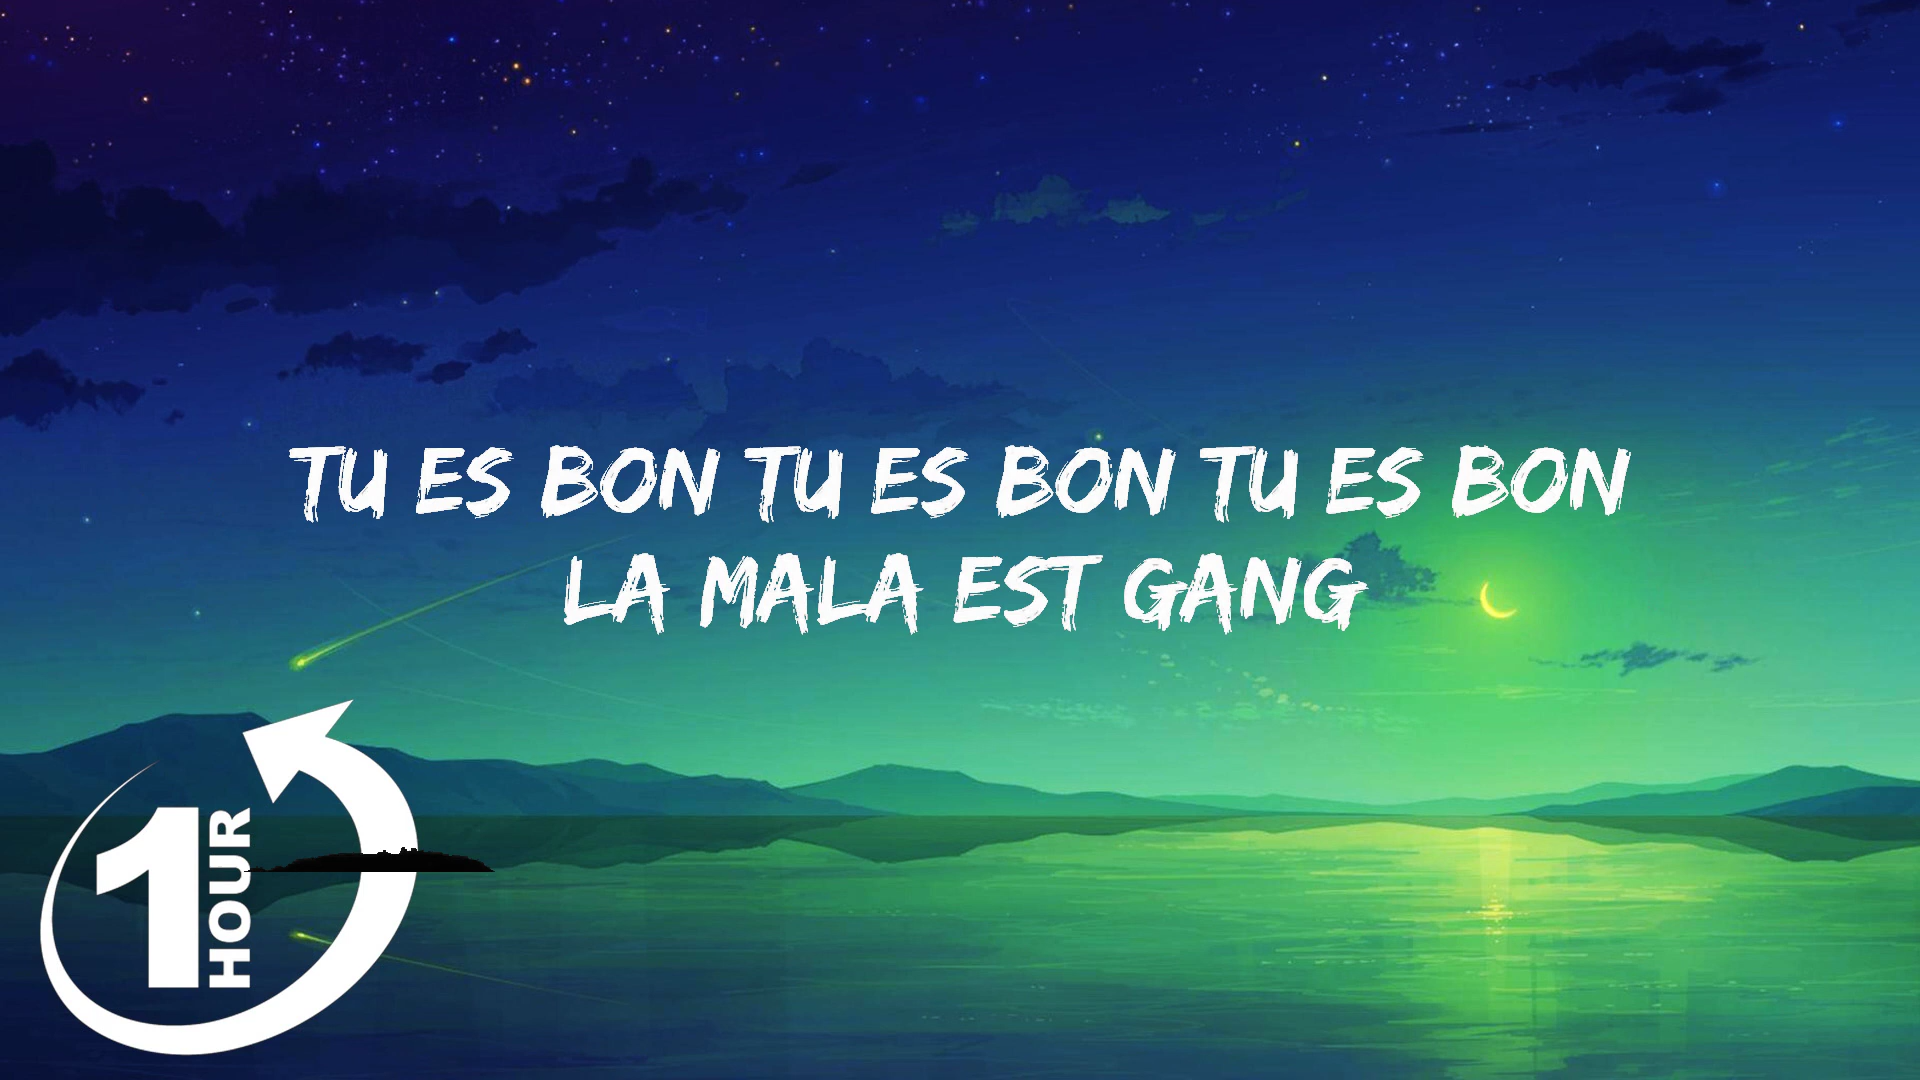 TU ES BON TU ES BON TU ES BON
LA MALA EST GANG
1 HOUR